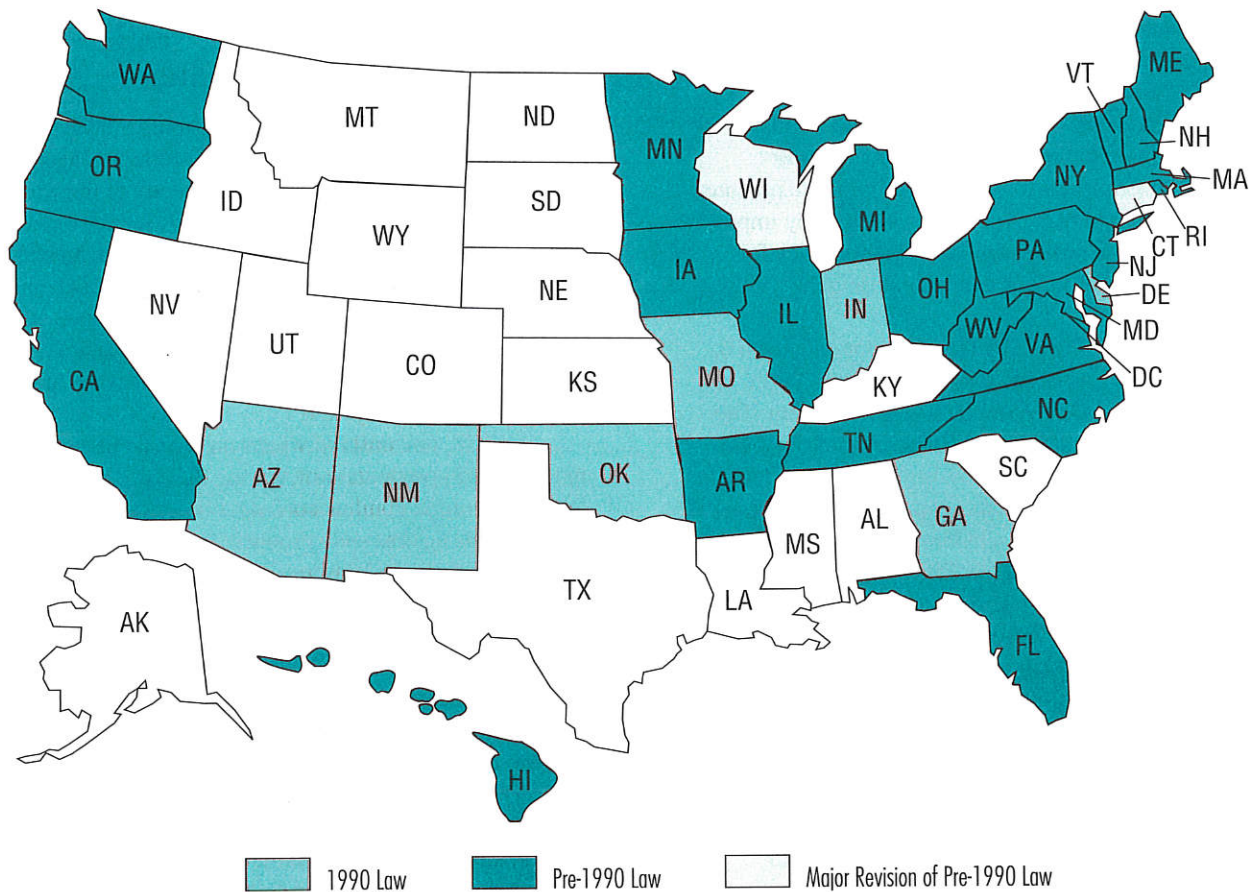 WA
OR
CA
ID
NV
MT
WY
UT
AZ
CO
NM
ND
SD
NE
KS
OK
TX
MN
IA
MO
AR
LA
WI
IL
MI
IN
OH
KY
TN
MS
AL
GA
FL
SC
NC
VA
WV
PA
NY
VT
ME
NH
MA
RI
CT
NJ
DE
MD
DC
AK
HI
1990 Law
Pre-1990 Law
Major Revision of Pre-1990 Law